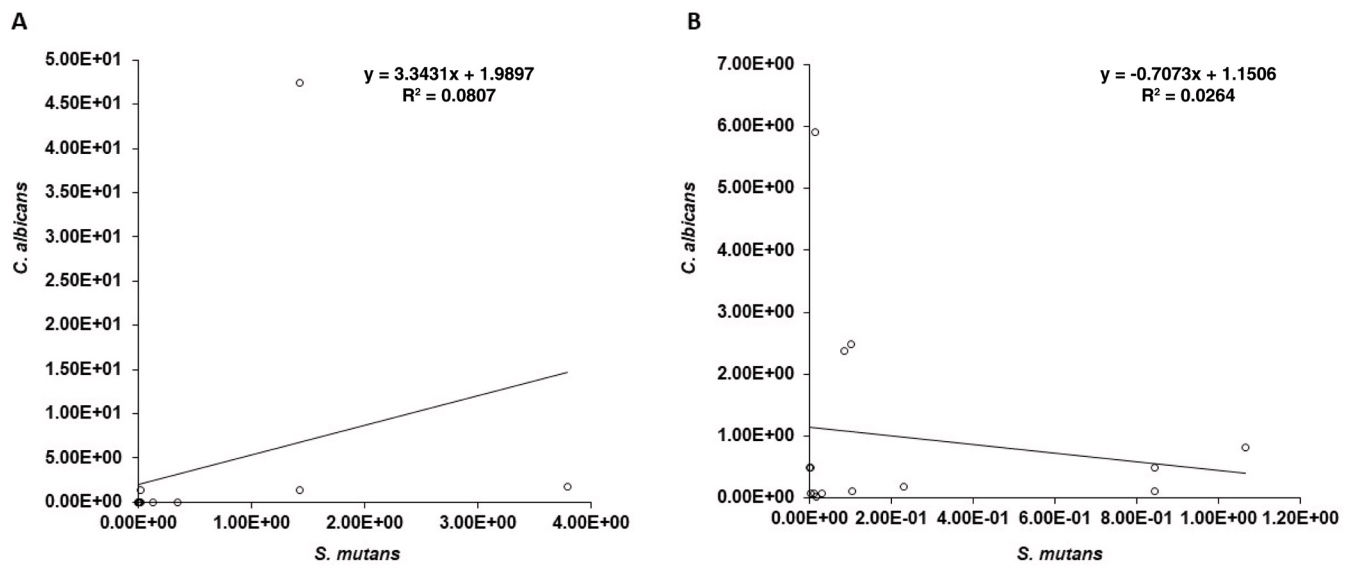 A
5.00E+01
4.50E+01
4.00E+01
3.50E+01
3.00E+01
2.50E+01
2.00E+01
1.50E+01
1.00E+01
5.00E+00
0.00E+00
C. albicans
y = 3.3431x + 1.9897
R² = 0.0807
0.00E+00 1.00E+00 2.00E+00 3.00E+00 4.00E+00
S. mutans
B
7.00E+00
6.00E+00
5.00E+00
4.00E+00
3.00E+00
2.00E+00
1.00E+00
0.00E+00
C. albicans
y = -0.7073x + 1.1506
R² = 0.0264
0.00E+00 2.00E-01 4.00E-01 6.00E-01 8.00E-01 1.00E+00 1.20E+00
S. mutans